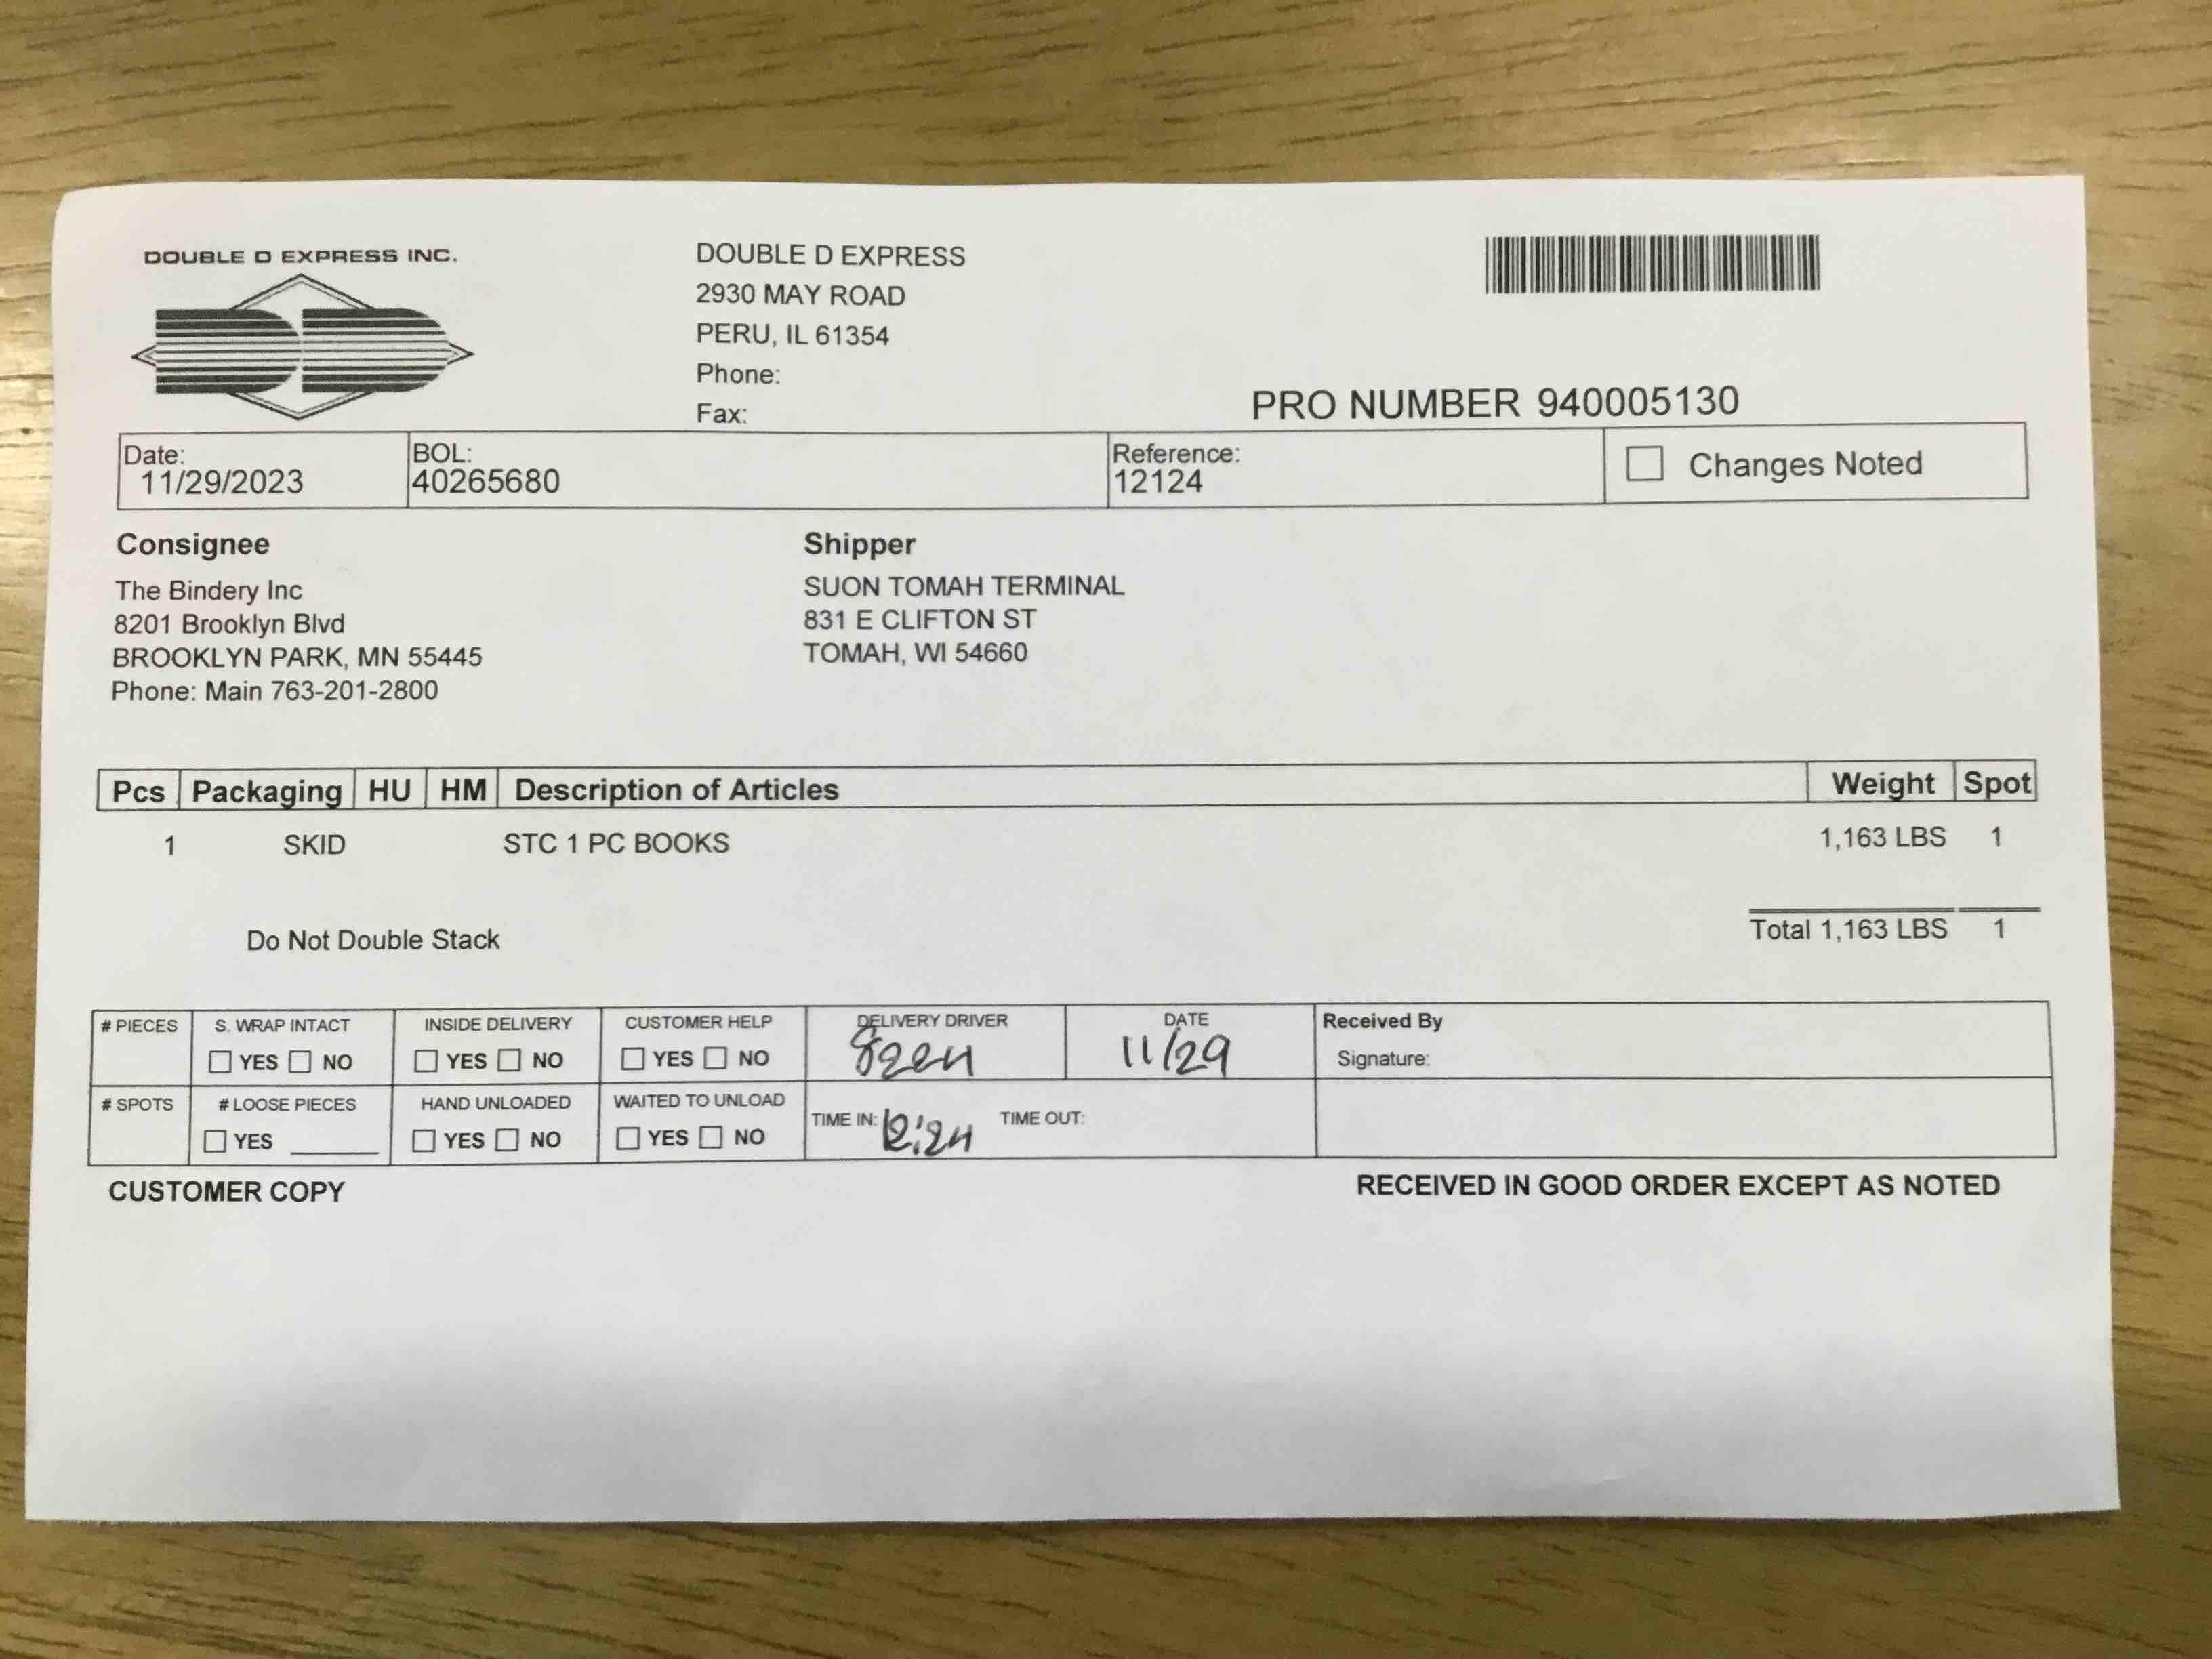 DOUBLE D EXPRESS INC.
DOUBLE D EXPRESS
2930 MAY ROAD
PERU, IL 61354
Phone:
Fax:
PRO NUMBER 940005130
Date: 11/29/2023
BOL: 40265680
Reference: 12124
Changes Noted
Consignee
The Bindery Inc
8201 Brooklyn Blvd
BROOKLYN PARK, MN 55445
Phone: Main 763-201-2800
Shipper
SUON TOMAH TERMINAL
831 E CLIFTON ST
TOMAH, WI 54660
Pcs Packaging HU HM Description of Articles Weight Spot
1 SKID STC 1 PC BOOKS 1,163 LBS 1
Do Not Double Stack
Total 1,163 LBS 1
# PIECES
S. WRAP INTACT
YES NO
INSIDE DELIVERY
YES NO
CUSTOMER HELP
YES NO
DELIVERY DRIVER
DATE
11/29
Received By
Signature:
# SPOTS
# LOOSE PIECES
YES
HAND UNLOADED
YES NO
WAITED TO UNLOAD
YES NO
TIME IN: 12:24
TIME OUT:
CUSTOMER COPY
RECEIVED IN GOOD ORDER EXCEPT AS NOTED